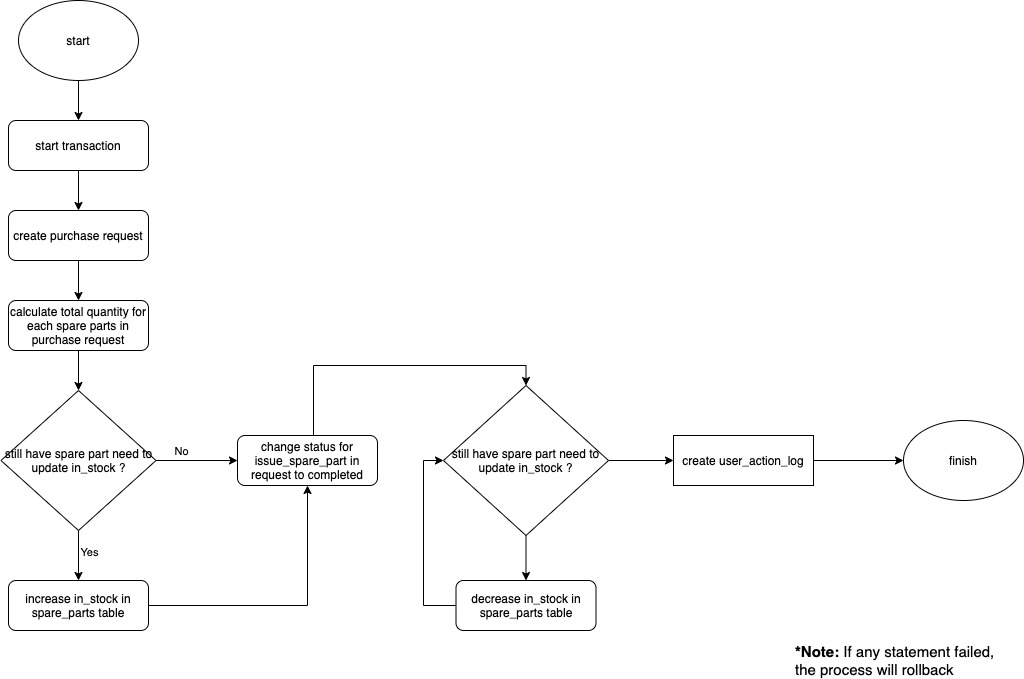 start
start transaction
create purchase request
calculate total quantity for
each spare parts in
purchase request
still have spare part need to
update in_stock ?
No
Yes
increase in_stock in
spare_parts table
change status for
issue_spare_part in
request to completed
still have spare part need to
update in_stock ?
decrease in_stock in
spare_parts table
create user_action_log
finish
*Note: If any statement failed,
the process will rollback